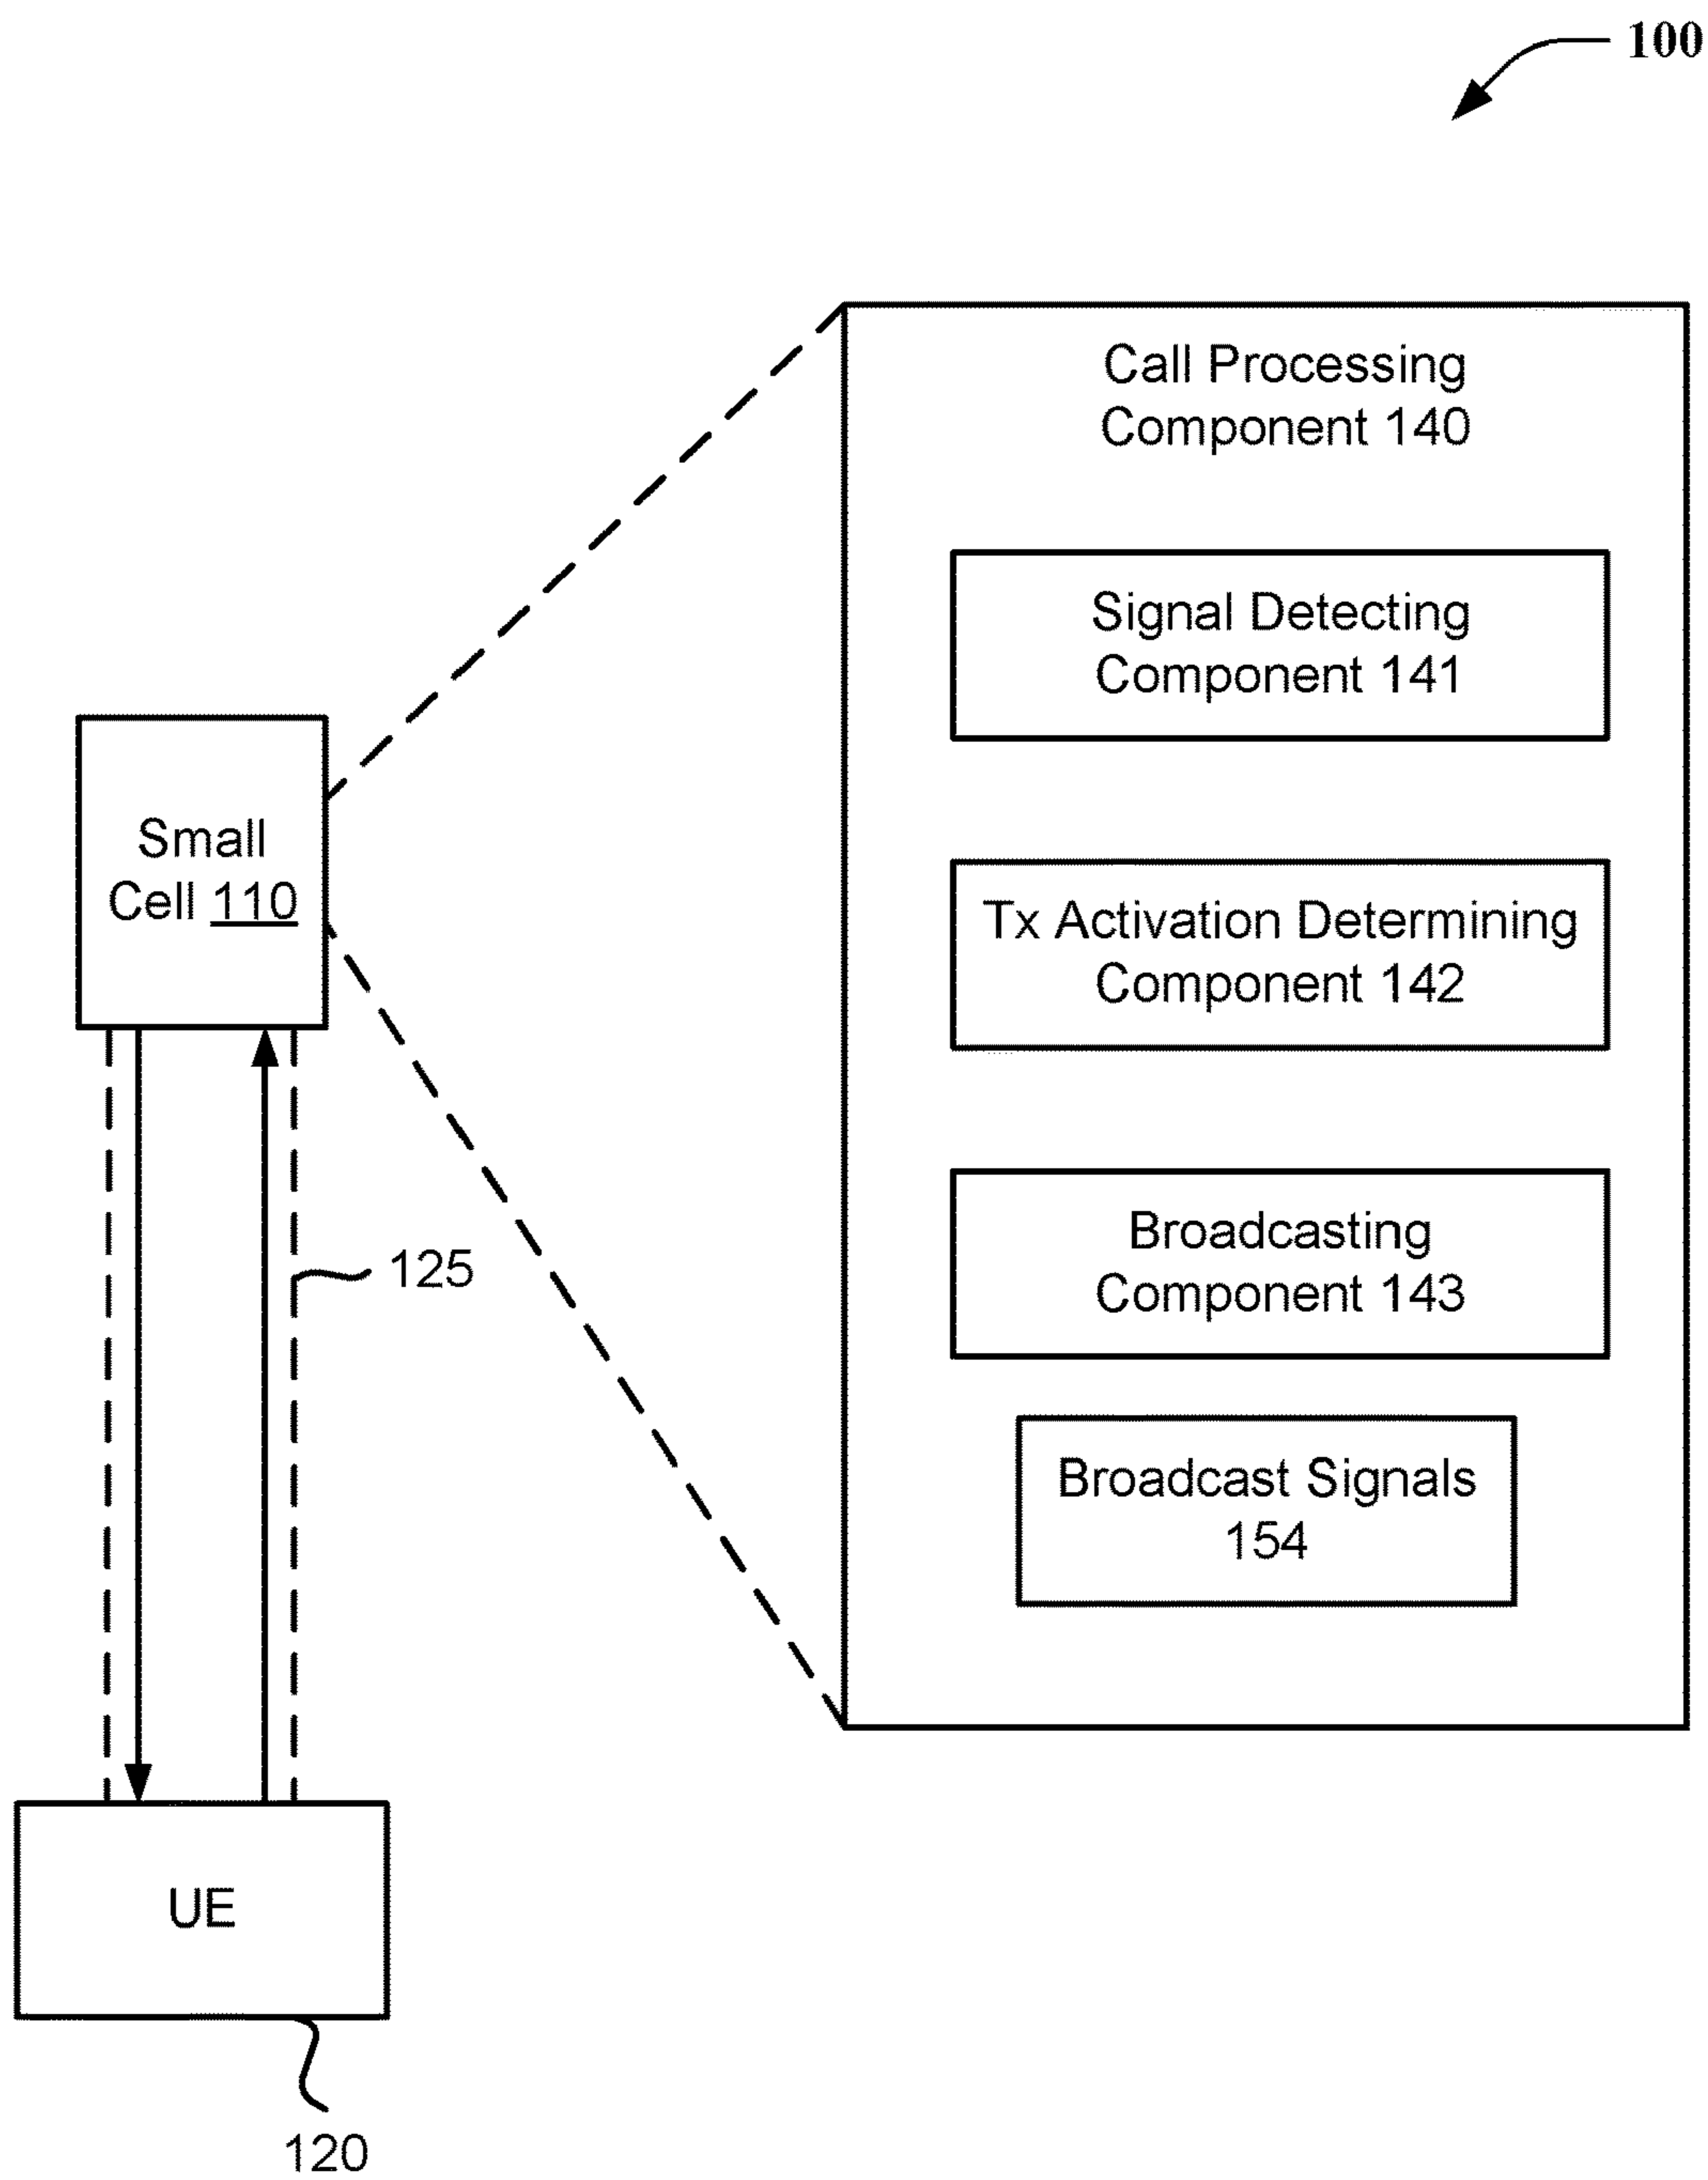 100
Call Processing
Component 140
Signal Detecting
Component 141
Small
Cell 110
Tx Activation Determining
Component 142
Broadcasting
Component 143
125
Broadcast Signals
154
UE
120